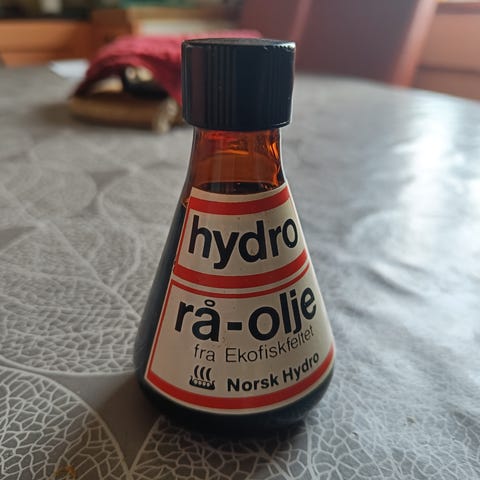 hydro
rå-olje
fra Ekofiskfeltet
Norsk Hydro